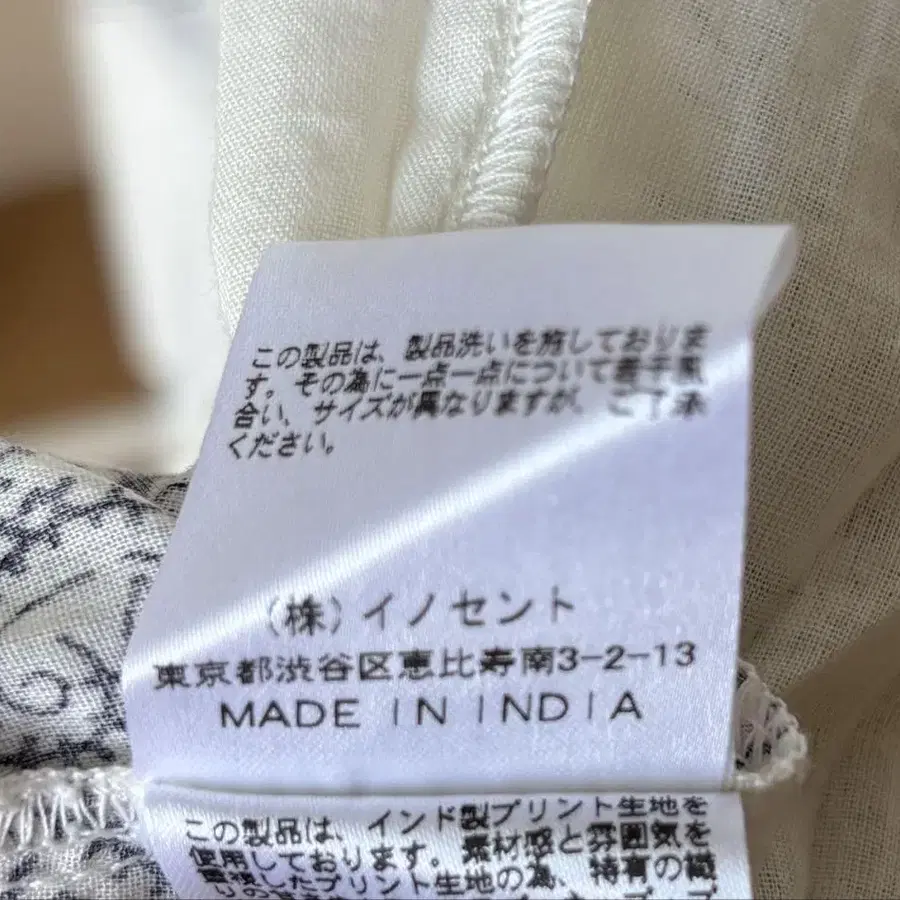 この製品は、製品洗いを施しておりま
す。その為に一点一点について若干風
合い、サイズが異なりますが、ご了承
ください。
(株)イノセント
東京都渋谷区恵比寿南3-2-13
MADE IN INDIA
この製品は、インド製プリント生地を
使用しております。素材感と雰囲気を
したプリント生地の為、特有の織